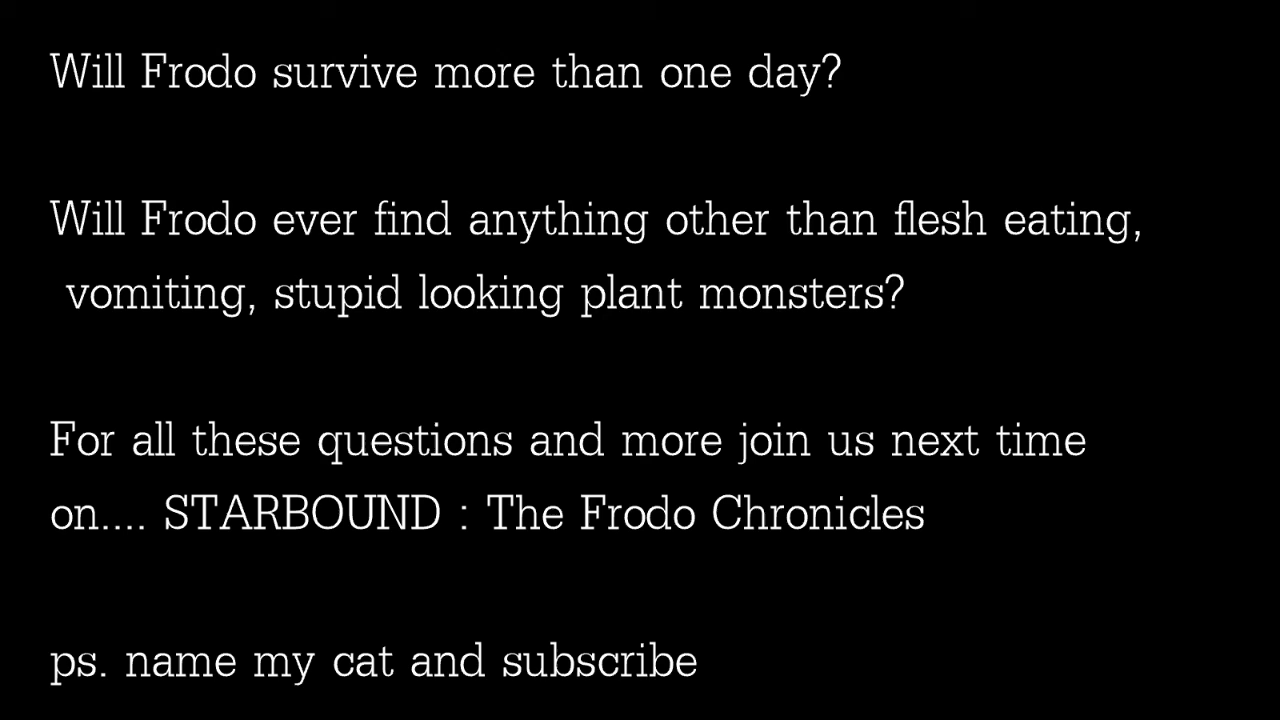 Will Frodo survive more than one day?
Will Frodo ever find anything other than flesh eating,
vomiting, stupid looking plant monsters?
For all these questions and more join us next time
on.... STARBOUND : The Frodo Chronicles
ps. name my cat and subscribe